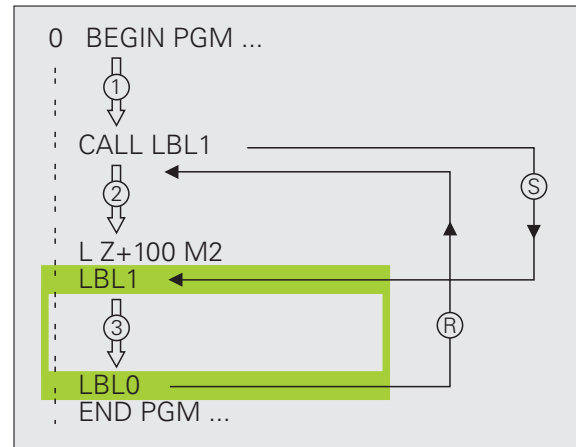 0 BEGIN PGM ...
1
CALL LBL1
S
2
L Z+100 M2
LBL1
3
R
LBL0
END PGM ...